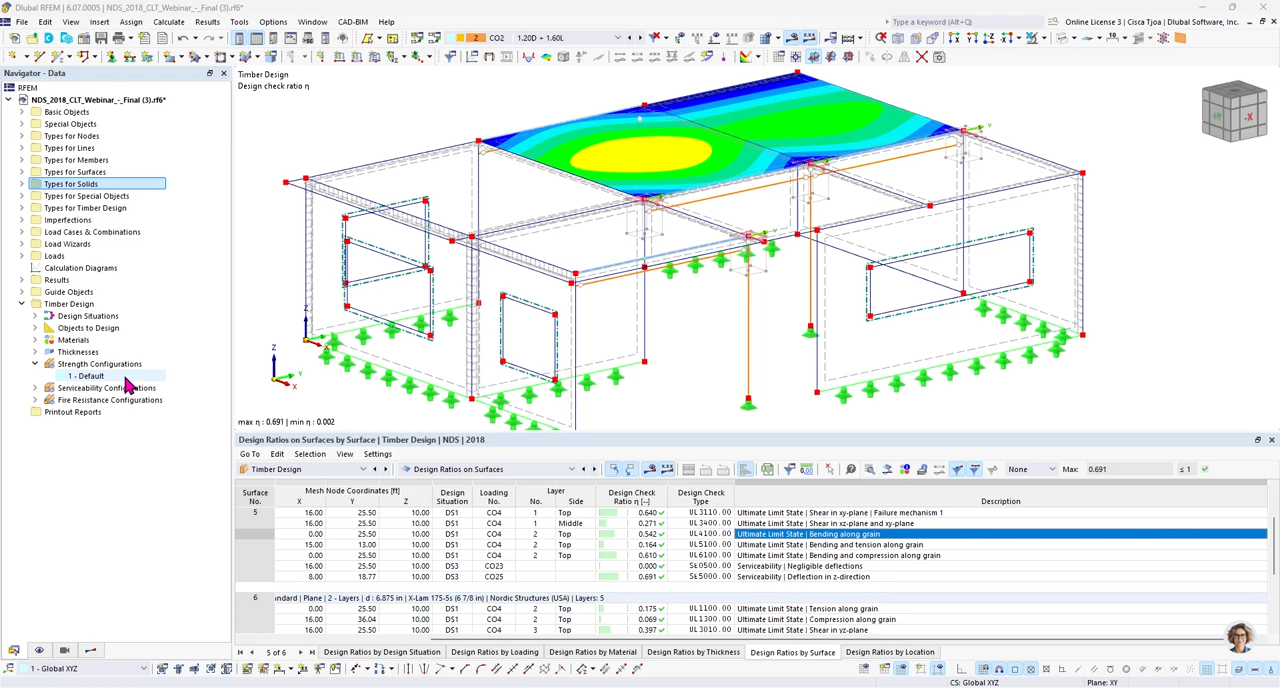 Dlubal RFEM | 6.07.0005 | NDS_2018_CLT_Webinar_-_Final (3).rf6*
File Edit View Insert Assign Calculate Results Tools Options Window CAD-BIM Help
Type a keyword (Alt+Q)
Online License 3 | Cisca Tjoa | Dlubal Software, Inc.
2 CO2 1.20D + 1.60L
Navigator - Data
RFEM
NDS_2018_CLT_Webinar_-_Final (3).rf6*
Basic Objects
Special Objects
Types for Nodes
Types for Lines
Types for Members
Types for Surfaces
Types for Solids
Types for Special Objects
Types for Timber Design
Imperfections
Load Cases & Combinations
Load Wizards
Loads
Calculation Diagrams
Results
Guide Objects
Timber Design
Design Situations
Objects to Design
Materials
Thicknesses
Strength Configurations
1 - Default
Serviceability Configurations
Fire Resistance Configurations
Printout Reports
Timber Design
Design check ratio η
max η : 0.691 | min η : 0.002
Design Ratios on Surfaces by Surface | Timber Design | NDS | 2018
Go To Edit Selection View Settings
Timber Design Design Ratios on Surfaces None Max: 0.691 ≤ 1
Surface Mesh Node Coordinates [ft] Design Loading Layer Design Check Design Check
No. X Y Z Situation No. No. Side Ratio η [--] Type Description
5 16.00 25.50 10.00 DS1 CO4 1 Top 0.640 UL3110.00 Ultimate Limit State | Shear in xy-plane | Failure mechanism 1
16.00 25.50 10.00 DS1 CO4 1 Middle 0.271 UL3400.00 Ultimate Limit State | Shear in xz-plane and xy-plane
0.00 25.50 10.00 DS1 CO4 2 Top 0.542 UL4100.00 Ultimate Limit State | Bending along grain
15.00 13.00 10.00 DS1 CO4 2 Top 0.164 UL5100.00 Ultimate Limit State | Bending and tension along grain
0.00 25.50 10.00 DS1 CO4 2 Top 0.610 UL6100.00 Ultimate Limit State | Bending and compression along grain
16.00 25.50 10.00 DS3 CO23 0.000 SE0500.00 Serviceability | Negligible deflections
8.00 18.77 10.00 DS3 CO25 0.691 SE5000.00 Serviceability | Deflection in z-direction
6 ndard | Plane | 2 - Layers | d : 6.875 in | X-Lam 175-5s (6 7/8 in) | Nordic Structures (USA) | Layers: 5
0.00 25.50 10.00 DS1 CO4 2 Top 0.175 UL1100.00 Ultimate Limit State | Tension along grain
16.00 36.04 10.00 DS1 CO4 2 Top 0.069 UL1300.00 Ultimate Limit State | Compression along grain
16.00 25.50 10.00 DS1 CO4 3 Top 0.397 UL3010.00 Ultimate Limit State | Shear in yz-plane
5 of 6 Design Ratios by Design Situation Design Ratios by Loading Design Ratios by Material Design Ratios by Thickness Design Ratios by Surface Design Ratios by Location
1 - Global XYZ
CS: Global XYZ Plane: XY